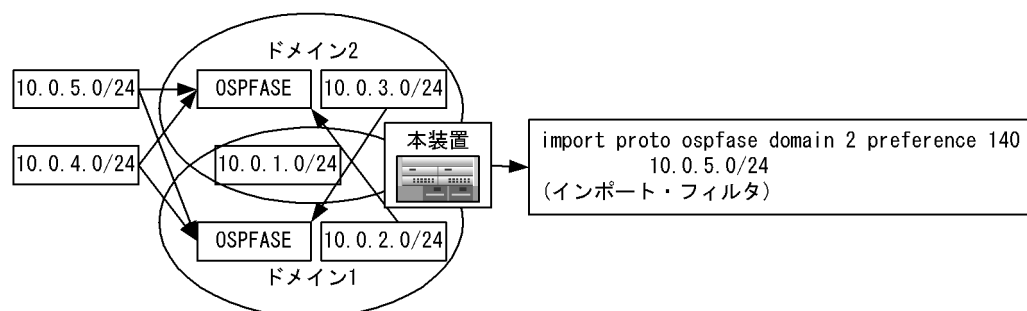 ドメイン2
10.0.5.0/24
OSPFASE
10.0.3.0/24
本装置
10.0.4.0/24
10.0.1.0/24
import proto ospfase domain 2 preference 140
10.0.5.0/24
(インポート・フィルタ)
OSPFASE
10.0.2.0/24
ドメイン1